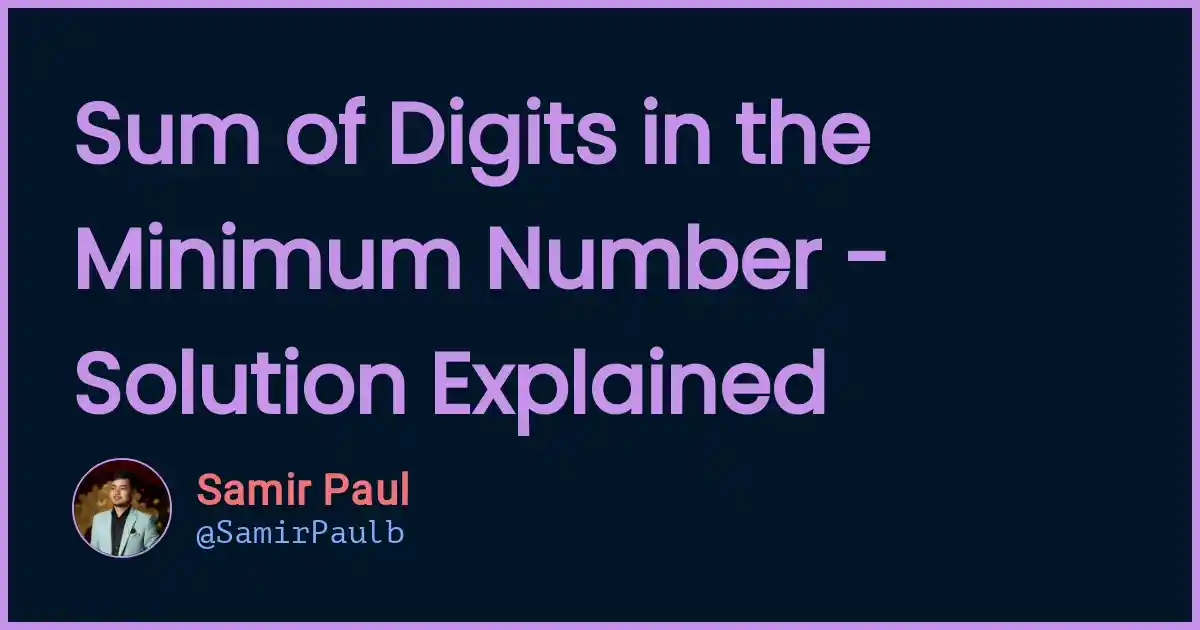 Sum of Digits in the
Minimum Number -
Solution Explained
Samir Paul
@SamirPaulb